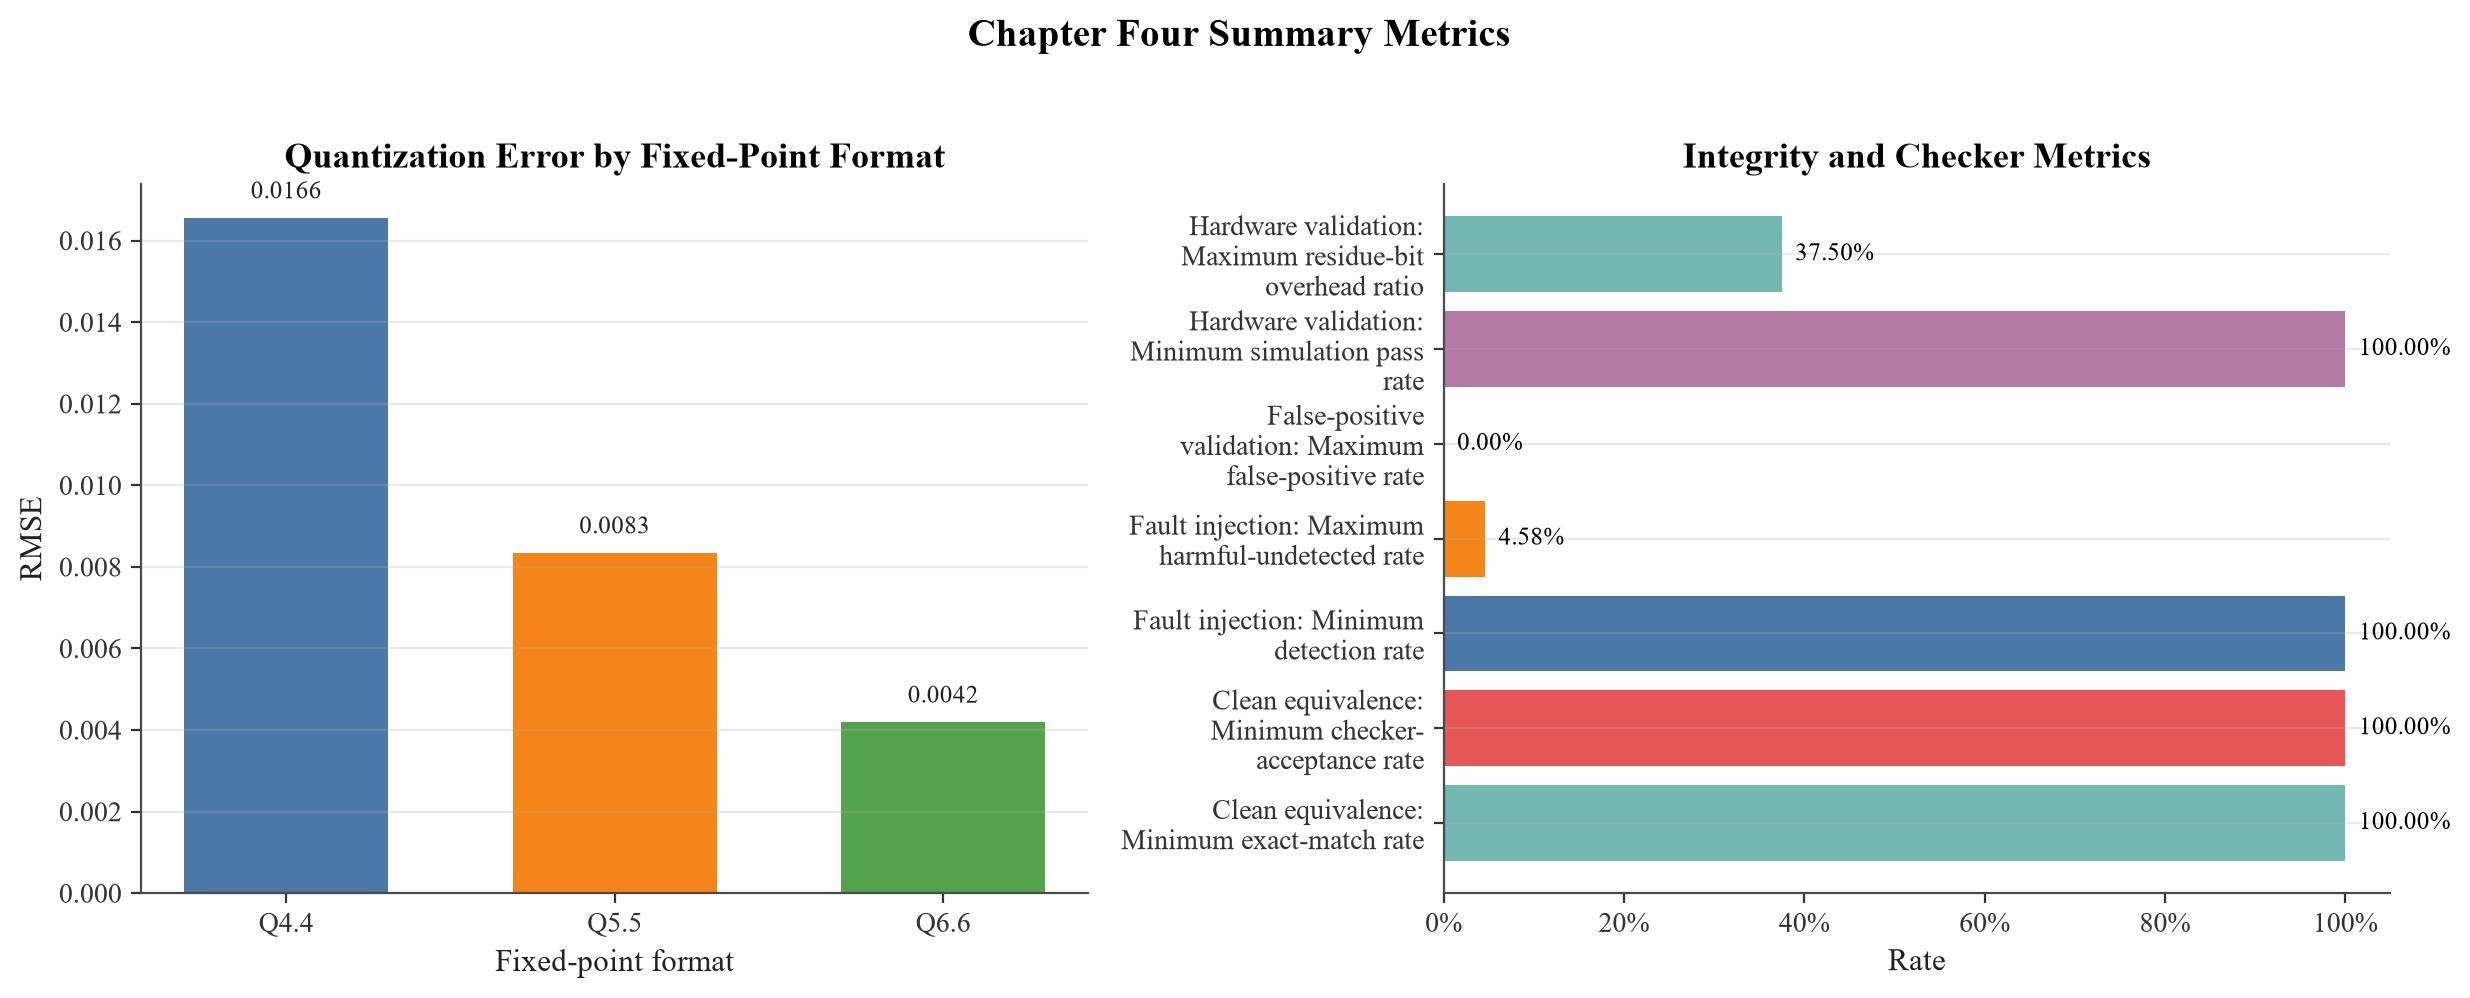 Chapter Four Summary Metrics
Quantization Error by Fixed-Point Format
0.0166
0.0083
0.0042
0.016
0.014
0.012
0.010
0.008
0.006
0.004
0.002
0.000
RMSE
Q4.4
Q5.5
Q6.6
Fixed-point format
Integrity and Checker Metrics
Hardware validation:
Maximum residue-bit
overhead ratio
37.50%
Hardware validation:
Minimum simulation pass
rate
100.00%
False-positive
validation: Maximum
false-positive rate
0.00%
Fault injection: Maximum
harmful-undetected rate
4.58%
Fault injection: Minimum
detection rate
100.00%
Clean equivalence:
Minimum checker-
acceptance rate
100.00%
Clean equivalence:
Minimum exact-match rate
100.00%
0%
20%
40%
60%
80%
100%
Rate